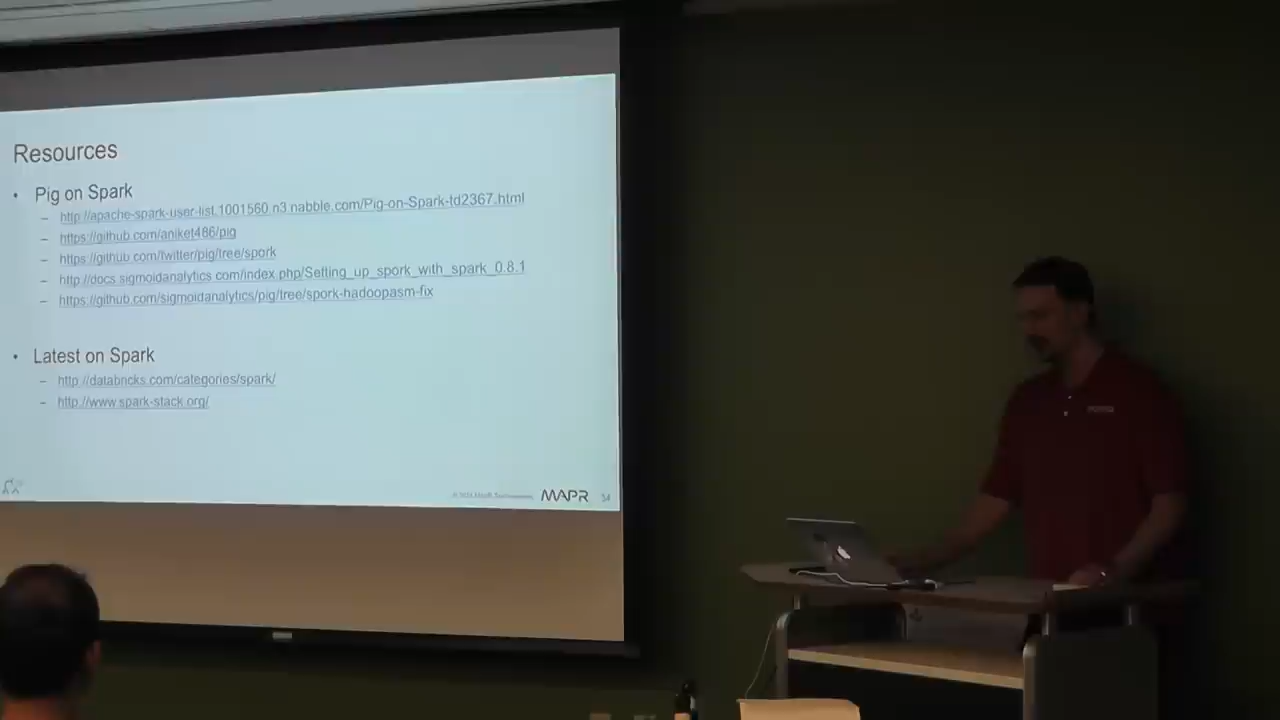 Resources
• Pig on Spark
– http://apache-spark-user-list.1001560.n3.nabble.com/Pig-on-Spark-td2367.html
– https://github.com/aniket486/pig
– https://github.com/twitter/pig/tree/spork
– http://docs.sigmoidanalytics.com/index.php/Setting_up_spork_with_spark_0.8.1
– https://github.com/sigmoidanalytics/pig/tree/spork-hadoopasm-fix
• Latest on Spark
– http://databricks.com/categories/spark/
– http://www.spark-stack.org/
MAPR 34